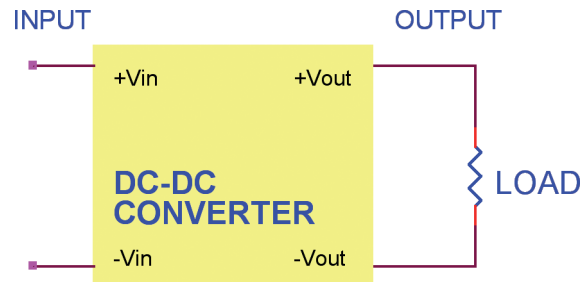 INPUT
OUTPUT
+Vin
+Vout
DC-DC
CONVERTER
LOAD
-Vin
-Vout